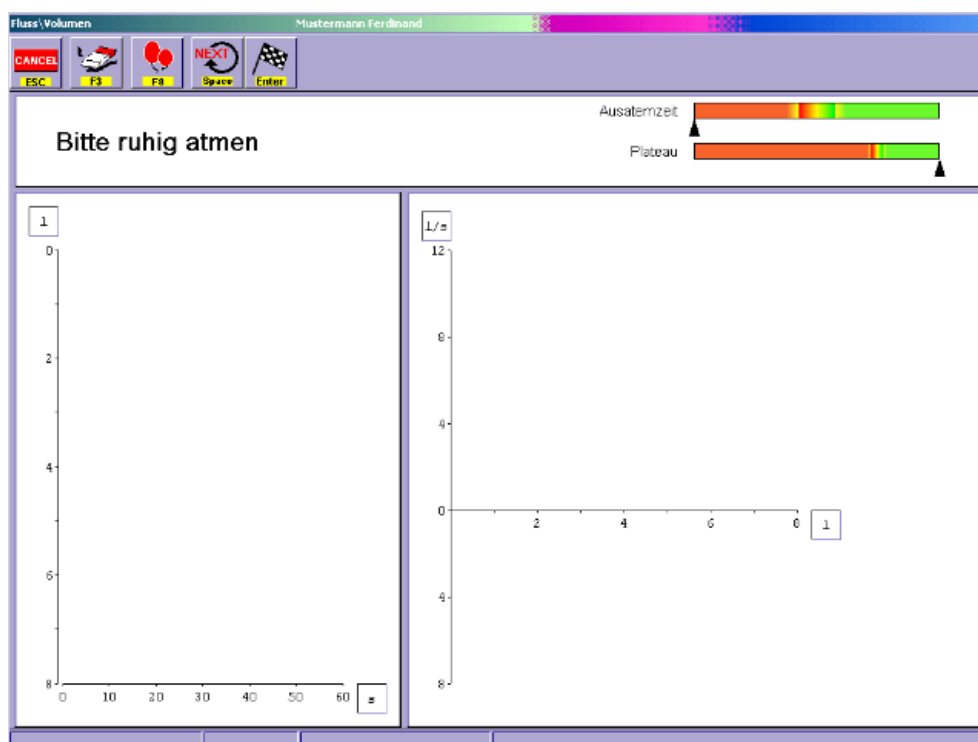 Fluss\Volumen Mustermann Ferdinand
CANCEL NEXT
ESC F3 F8 Space Enter
Bitte ruhig atmen
Ausatemzeit
Plateau
l
0
2
4
6
8
0 10 20 30 40 50 60 s
l/s
12
8
4
0
2 4 6 8 l
4
8